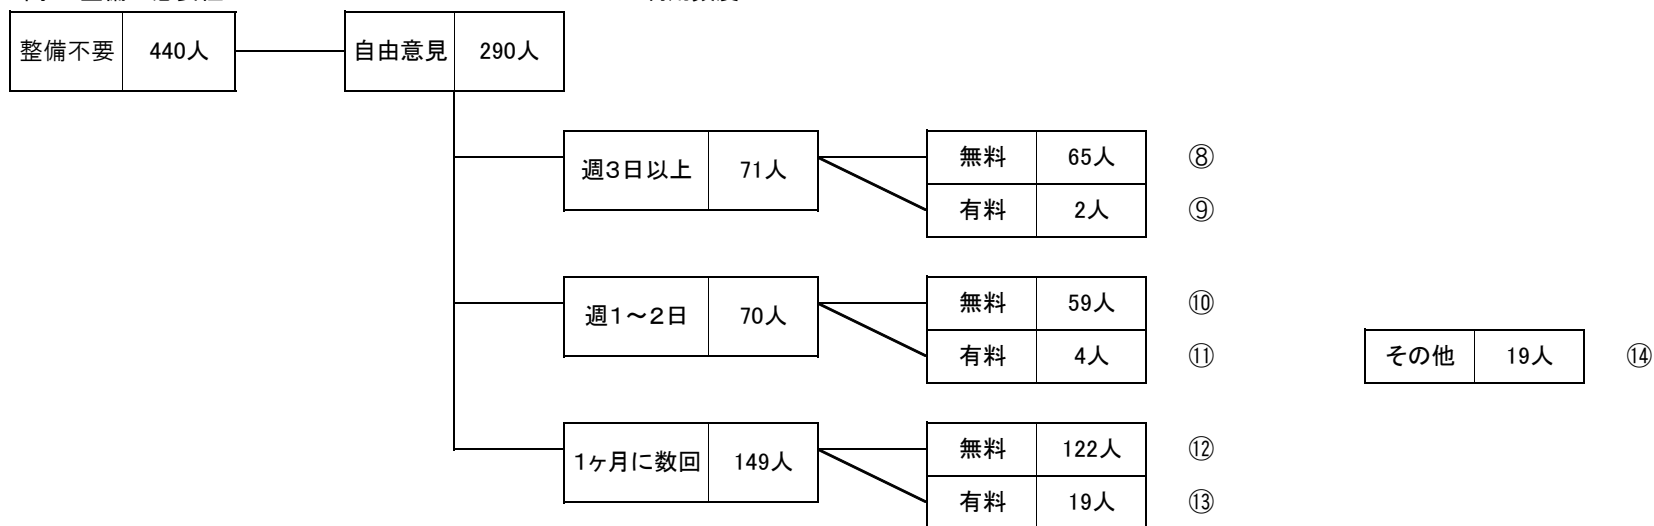 整備不要 440人 自由意見 290人
週3日以上 71人 無料 65人 ⑧
有料 2人 ⑨
週1～2日 70人 無料 59人 ⑩
有料 4人 ⑪ その他 19人 ⑭
1ヶ月に数回 149人 無料 122人 ⑫
有料 19人 ⑬